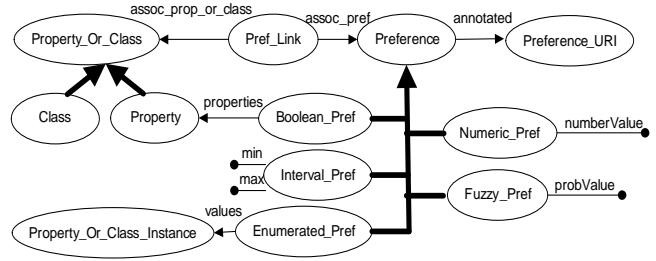 assoc_prop_or_class
assoc_pref
annotated
Property_Or_Class
Pref_Link
Preference
Preference_URI
properties
numberValue
Class
Property
Boolean_Pref
Numeric_Pref
min
max
Interval_Pref
Fuzzy_Pref
probValue
values
Property_Or_Class_Instance
Enumerated_Pref